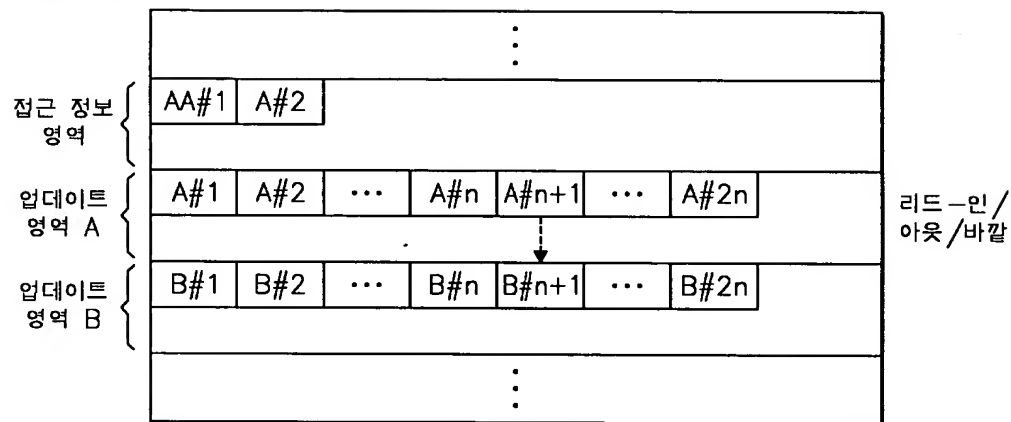 접근 정보
영역
AA#1 A#2
업데이트
영역 A
A#1 A#2 ··· A#n A#n+1 ··· A#2n
리드-인/
아웃/바깥
업데이트
영역 B
B#1 B#2 ··· B#n B#n+1 ··· B#2n